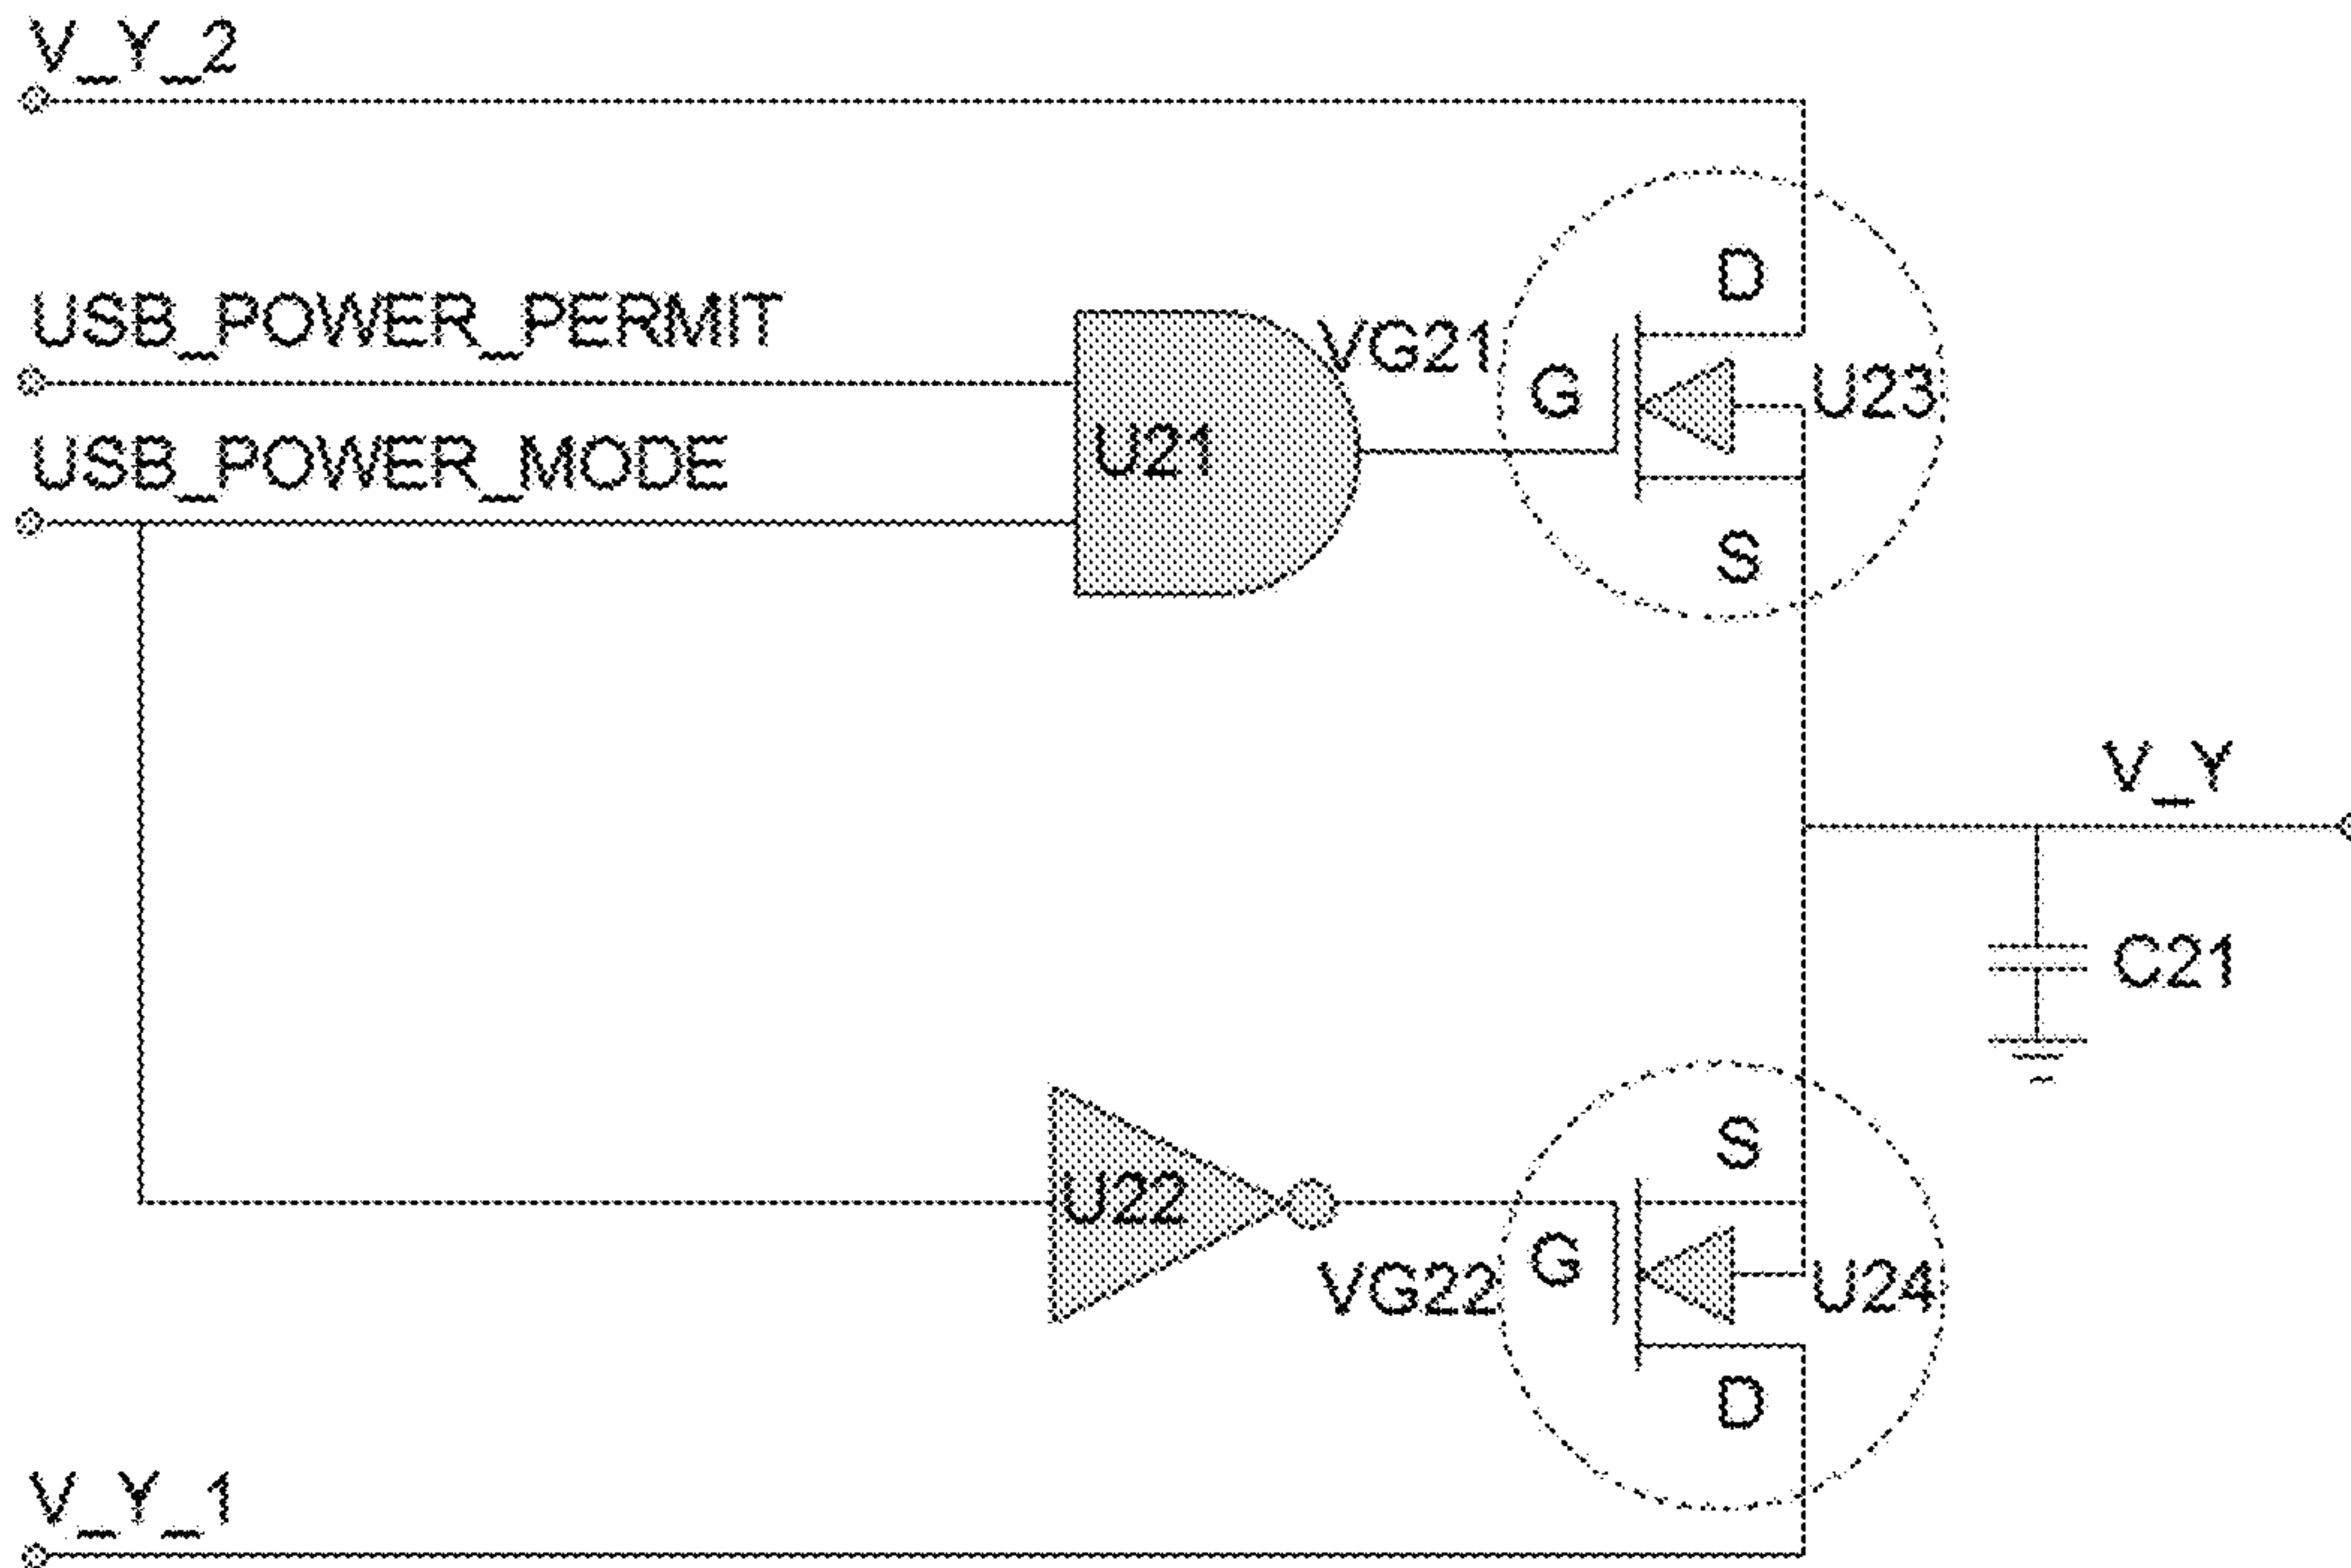 V_Y_2
USB_POWER_PERMIT
USB_POWER_MODE
U21
VG21
D
G
U23
S
V_Y
C21
U22
VG22
S
G
U24
D
V_Y_1